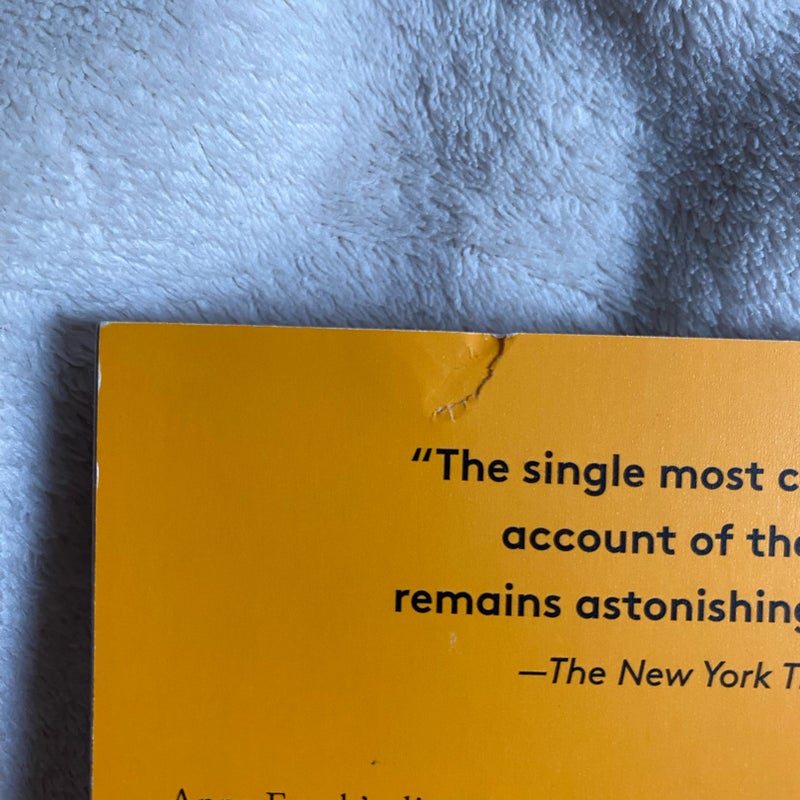 “The single most c
account of the
remains astonishing
—The New York T